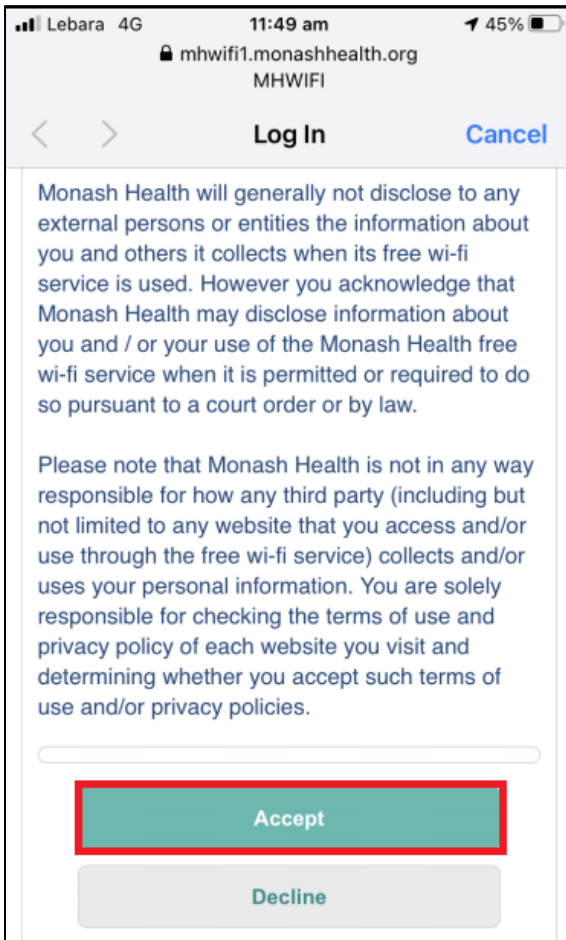 Lebara 4G 11:49 am 45%
mhwifi1.monashhealth.org
MHWIFI
Log In Cancel
Monash Health will generally not disclose to any
external persons or entities the information about
you and others it collects when its free wi-fi
service is used. However you acknowledge that
Monash Health may disclose information about
you and / or your use of the Monash Health free
wi-fi service when it is permitted or required to do
so pursuant to a court order or by law.
Please note that Monash Health is not in any way
responsible for how any third party (including but
not limited to any website that you access and/or
use through the free wi-fi service) collects and/or
uses your personal information. You are solely
responsible for checking the terms of use and
privacy policy of each website you visit and
determining whether you accept such terms of
use and/or privacy policies.
Accept
Decline